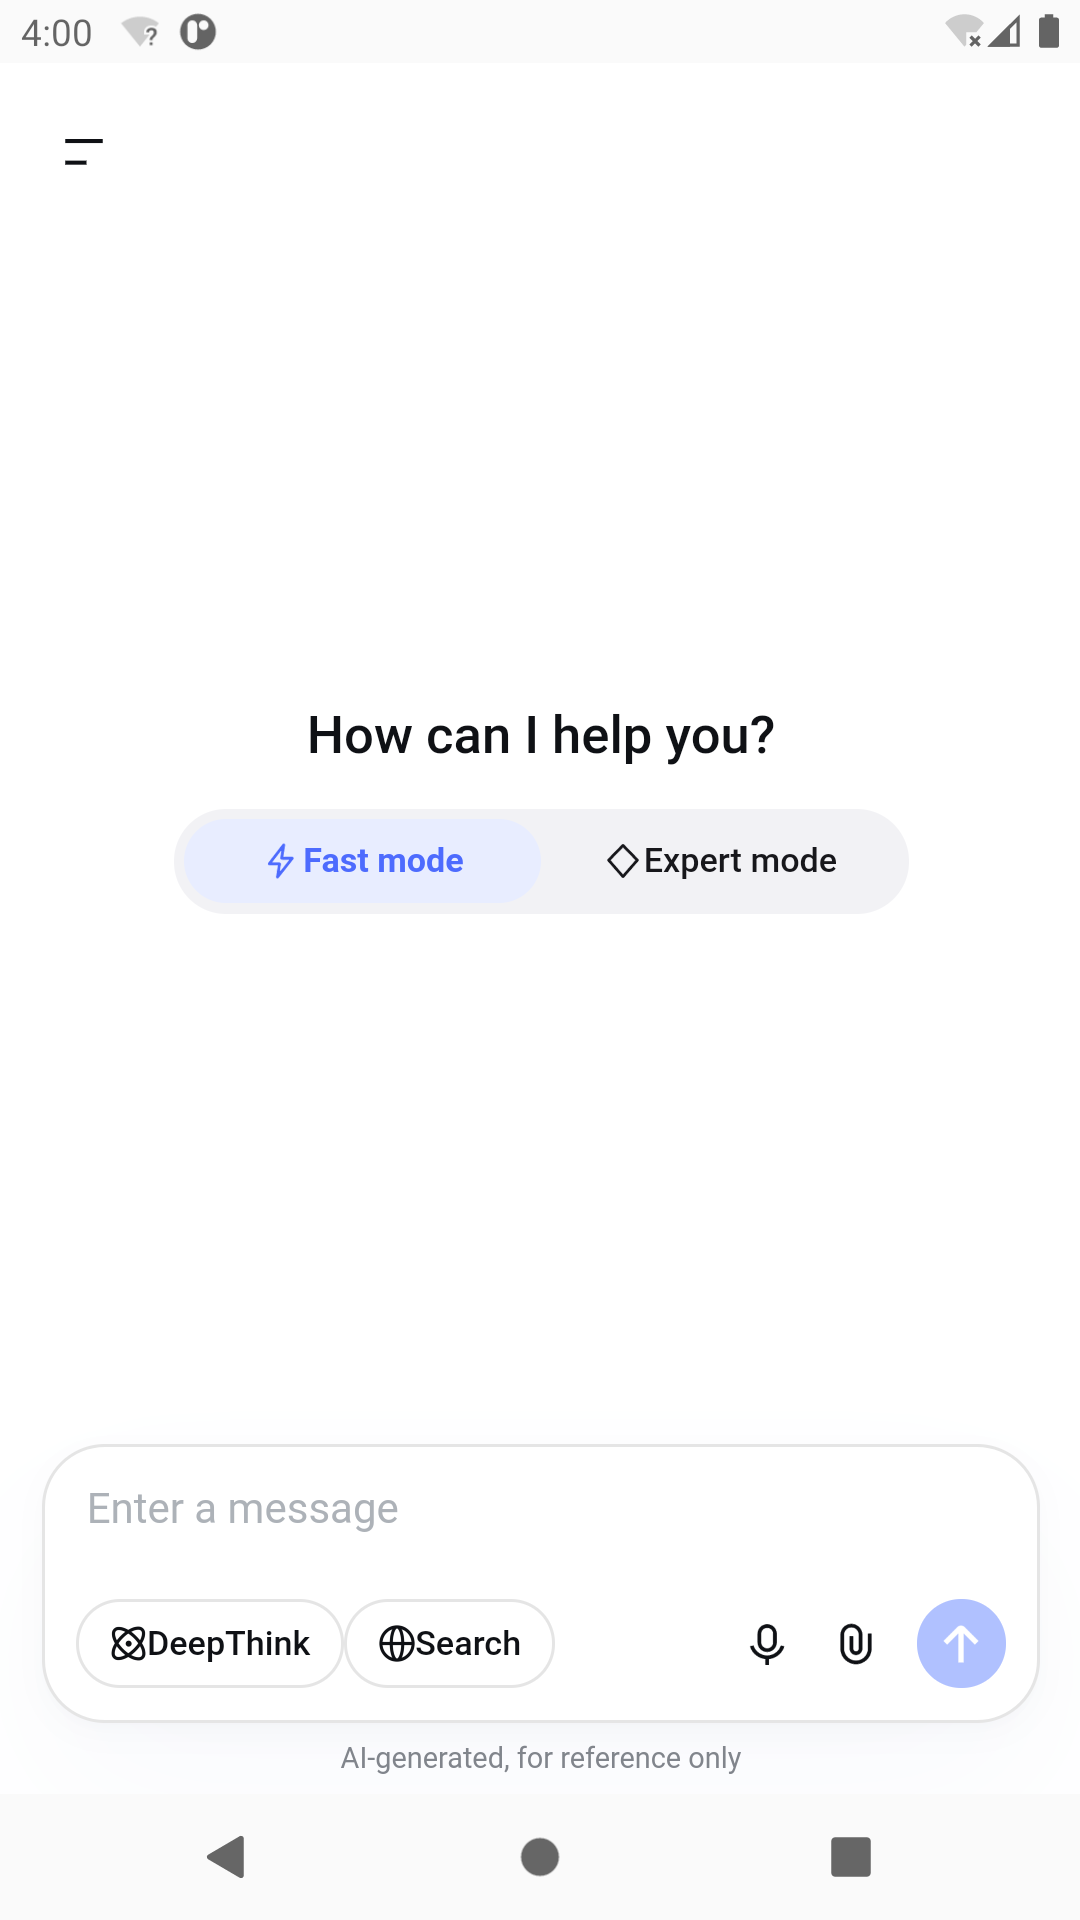 4:00
How can I help you?
Fast mode
Expert mode
Enter a message
DeepThink
Search
AI-generated, for reference only